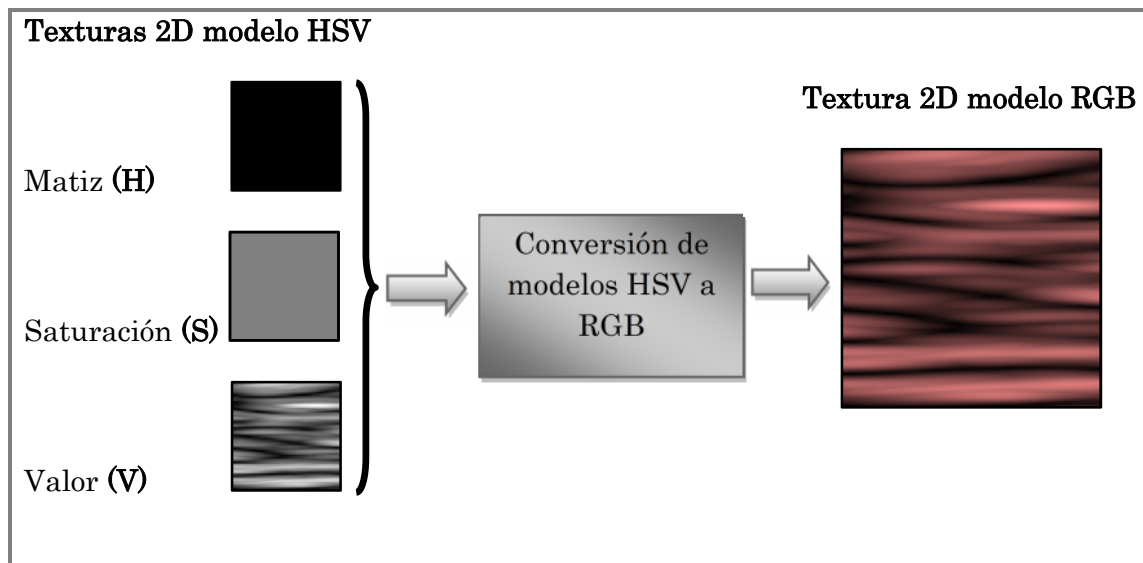 Texturas 2D modelo HSV
Textura 2D modelo RGB
Matiz (H)
Conversión de
modelos HSV a
RGB
Saturación (S)
Valor (V)